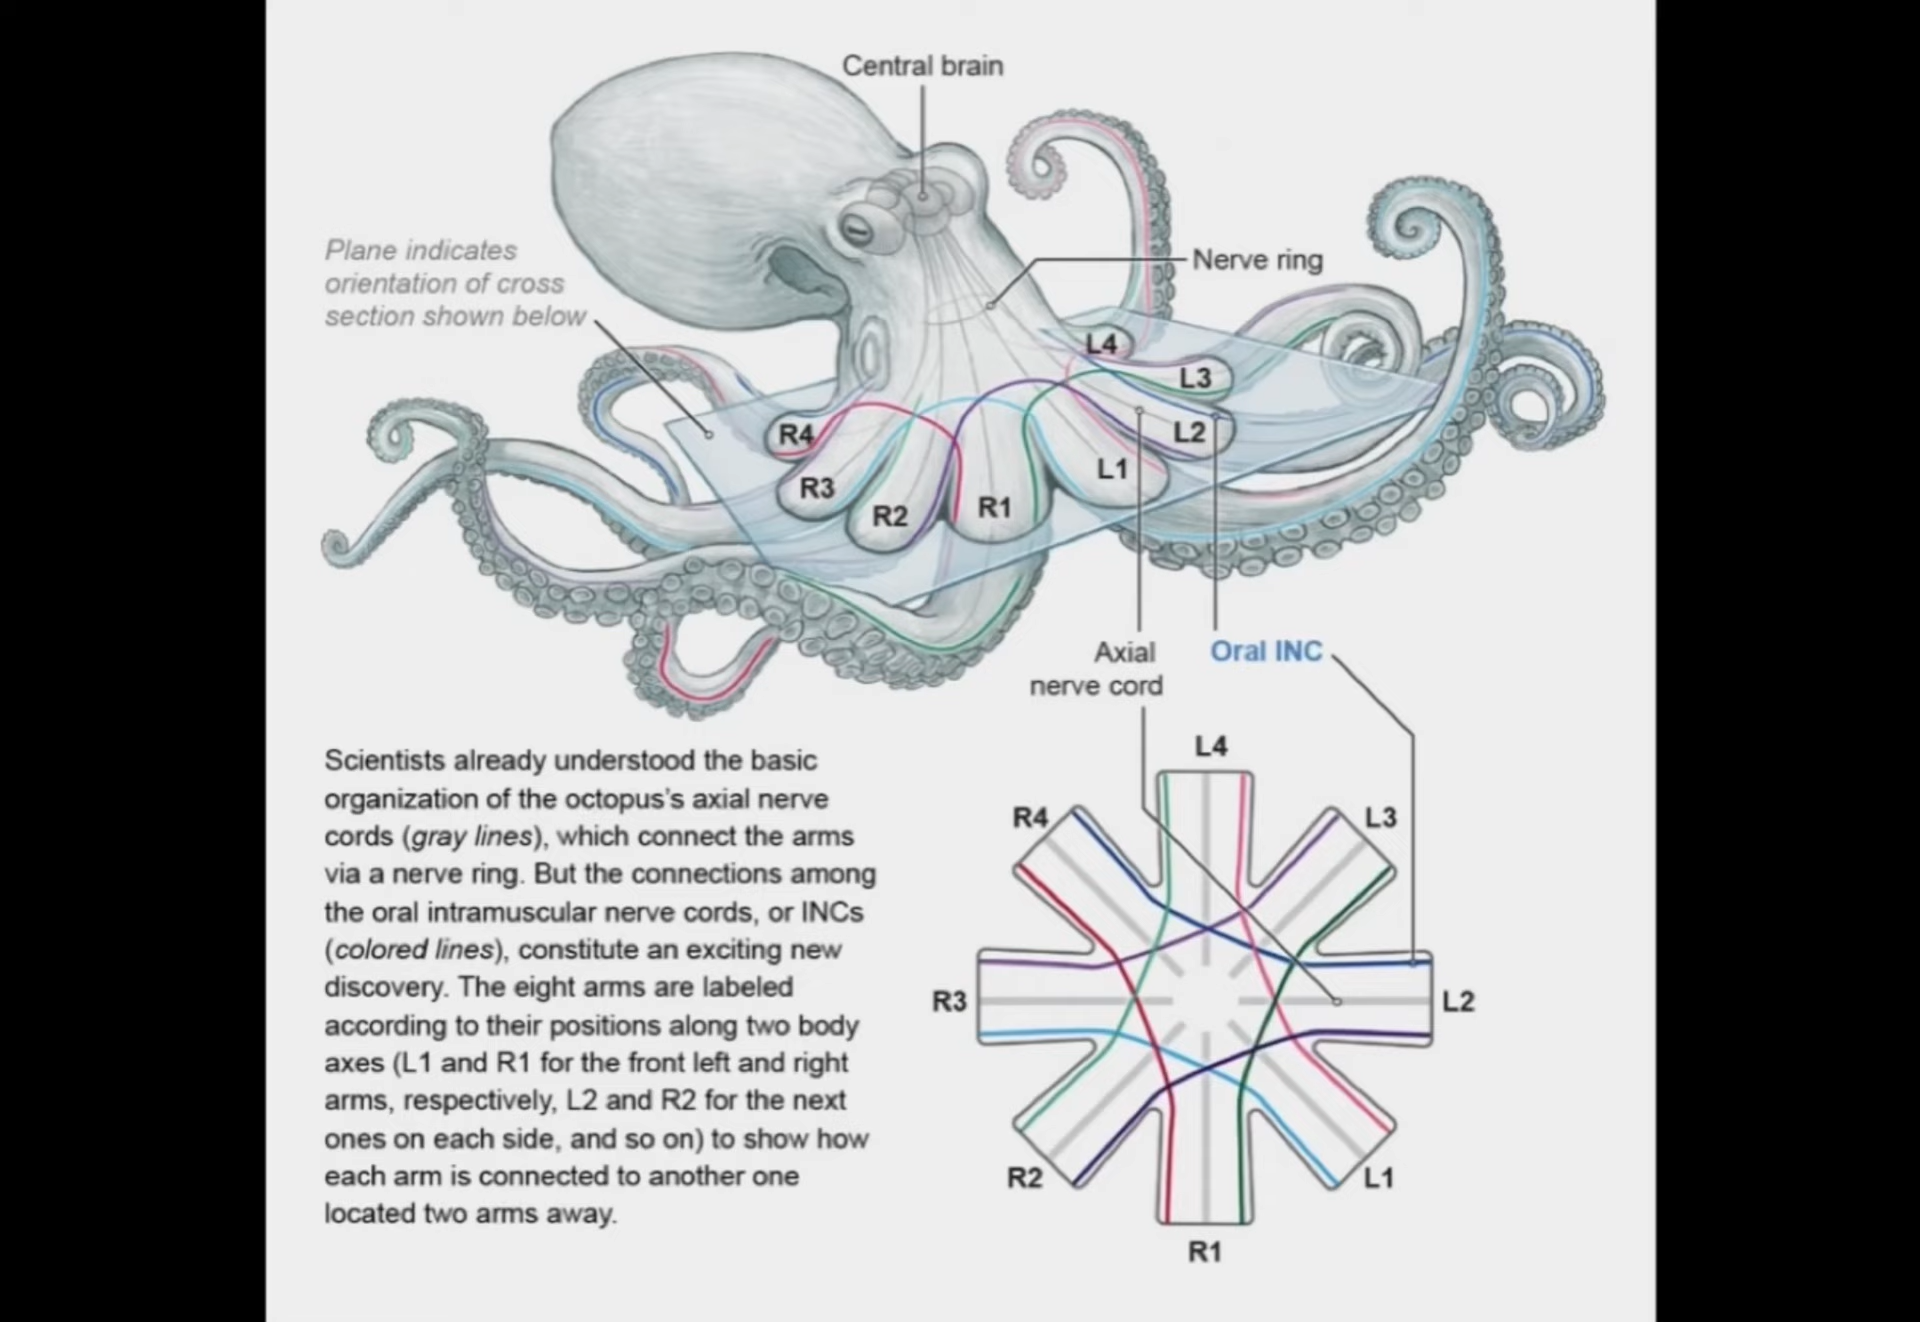 Central brain
Plane indicates
orientation of cross
section shown below
Nerve ring
L4
L3
L2
L1
R4
R3
R2
R1
Axial
nerve cord
Oral INC
Scientists already understood the basic
organization of the octopus's axial nerve
cords (gray lines), which connect the arms
via a nerve ring. But the connections among
the oral intramuscular nerve cords, or INCs
(colored lines), constitute an exciting new
discovery. The eight arms are labeled
according to their positions along two body
axes (L1 and R1 for the front left and right
arms, respectively, L2 and R2 for the next
ones on each side, and so on) to show how
each arm is connected to another one
located two arms away.
L4
R4
L3
R3
L2
R2
L1
R1